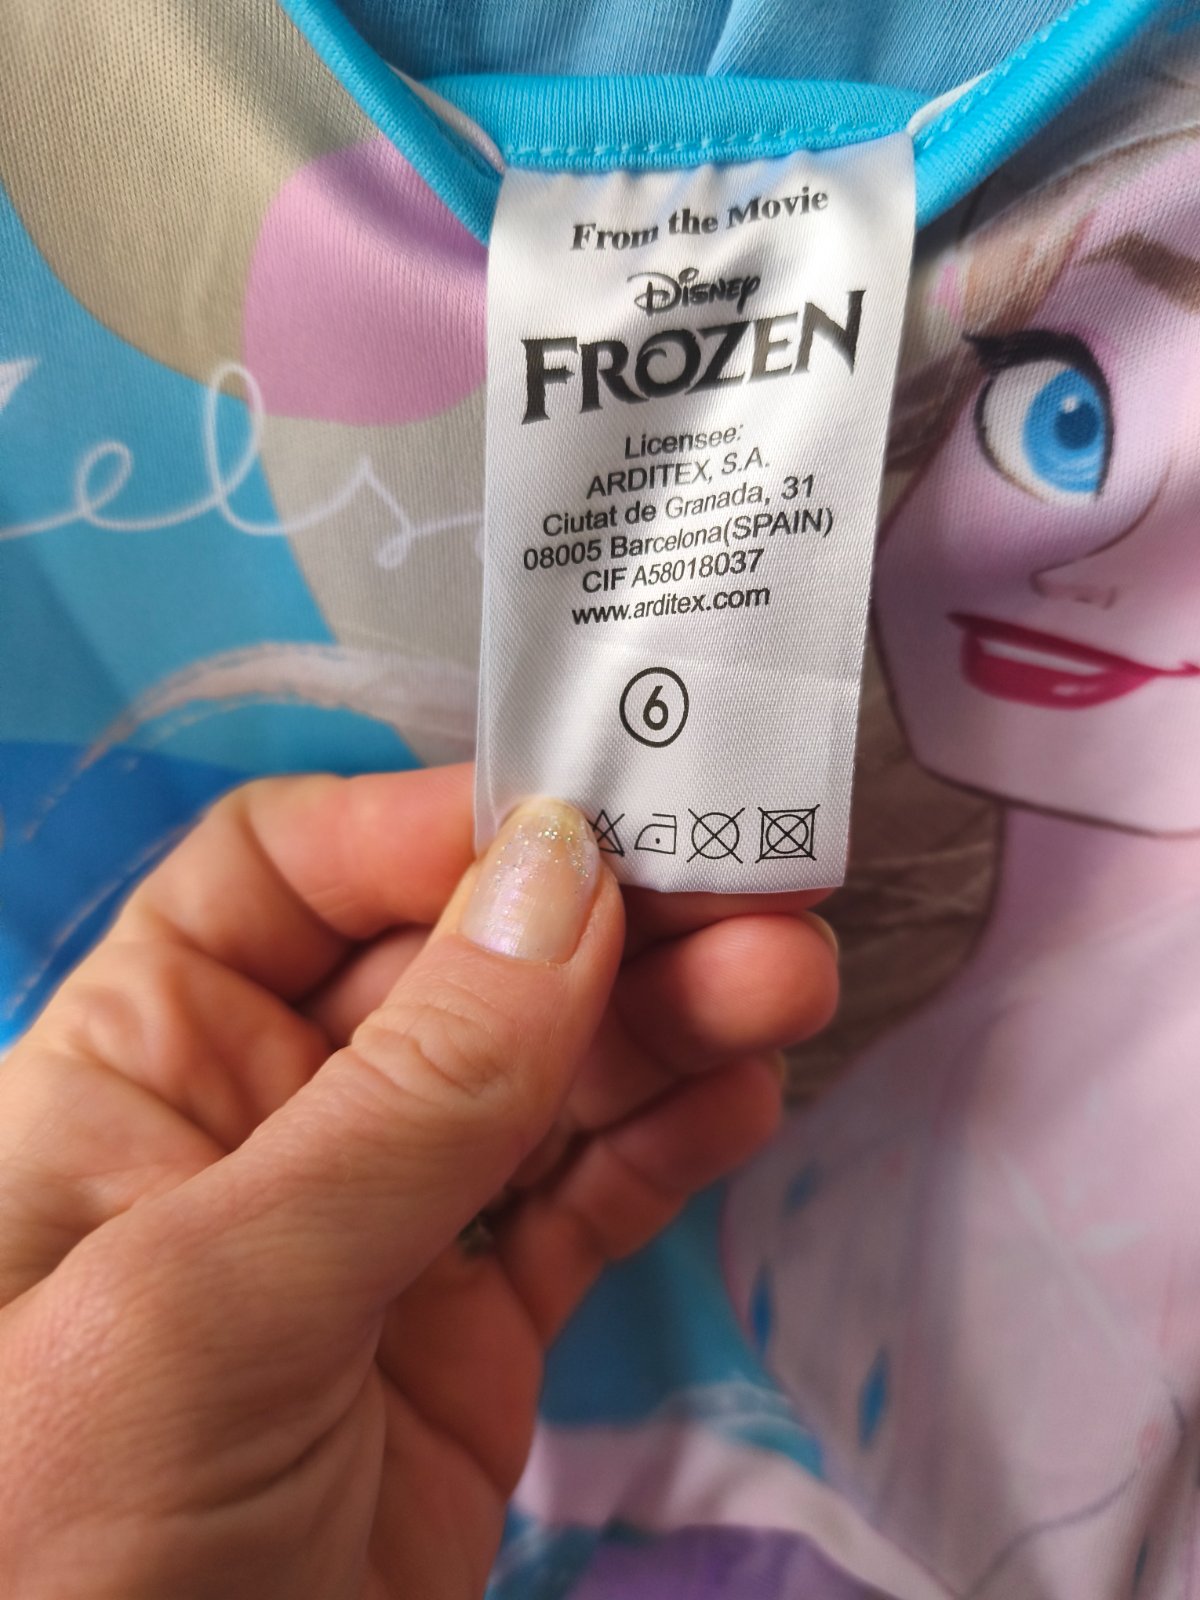 From the Movie
Disney
FROZEN
Licensee:
ARDITEX, S.A.
Ciutat de Granada, 31
08005 Barcelona(SPAIN)
CIF A58018037
www.arditex.com
6
els